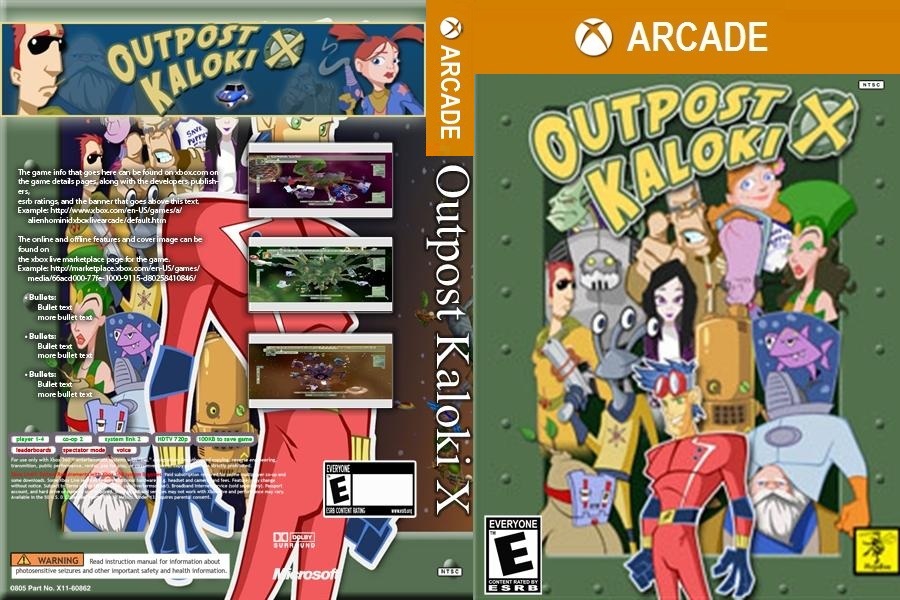 OUTPOST
KALOKI X
SAVE
PUPPIES
The game info that goes here can be found on xbox.com on
the game details pages, along with the developers, publish-
ers,
esrb ratings, and the banner that goes above this text.
Example: http://www.xbox.com/en-US/games/a/
alienhominidxboxlivearcade/default.htm
The online and offline features and cover image can be
found on
the xbox live marketplace page for the game.
Example: http://marketplace.xbox.com/en-US/games/
media/66acd000-77fe-1000-9115-d80258410846/
• Bullets:
Bullet text
more bullet text
• Bullets:
Bullet text
more bullet text
• Bullets:
Bullet text
more bullet text
player 1-4 co-op 2 system link 2 HDTV 720p 100KB to save game
leaderboards spectator mode voice
EVERYONE
E
ESRB CONTENT RATING www.esrb.org
DOLBY
SURROUND
Microsoft
WARNING Read instruction manual for information about
photosensitive seizures and other important safety and health information.
0805 Part No. X11-60862
ARCADE
Outpost Kaloki X
NTSC
ARCADE
NTSC
OUTPOST
KALOKI X
EVERYONE
E
CONTENT RATED BY
ESRB